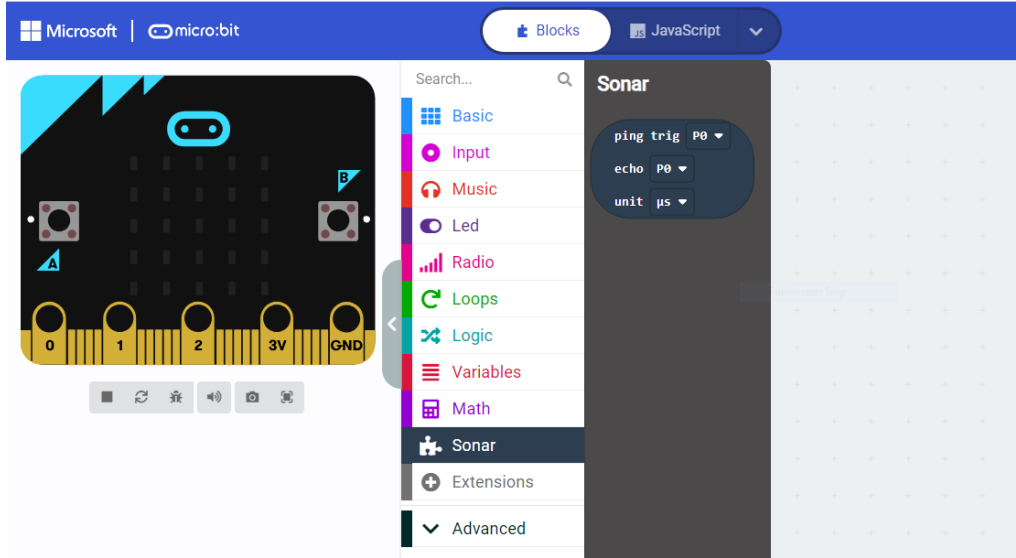 Microsoft micro:bit
Blocks JS JavaScript
B
A
0 1 2 3V GND
Search...
Basic
Input
Music
Led
Radio
Loops
Logic
Variables
Math
Sonar
Extensions
Advanced
Sonar
ping trig P0
echo P0
unit µs